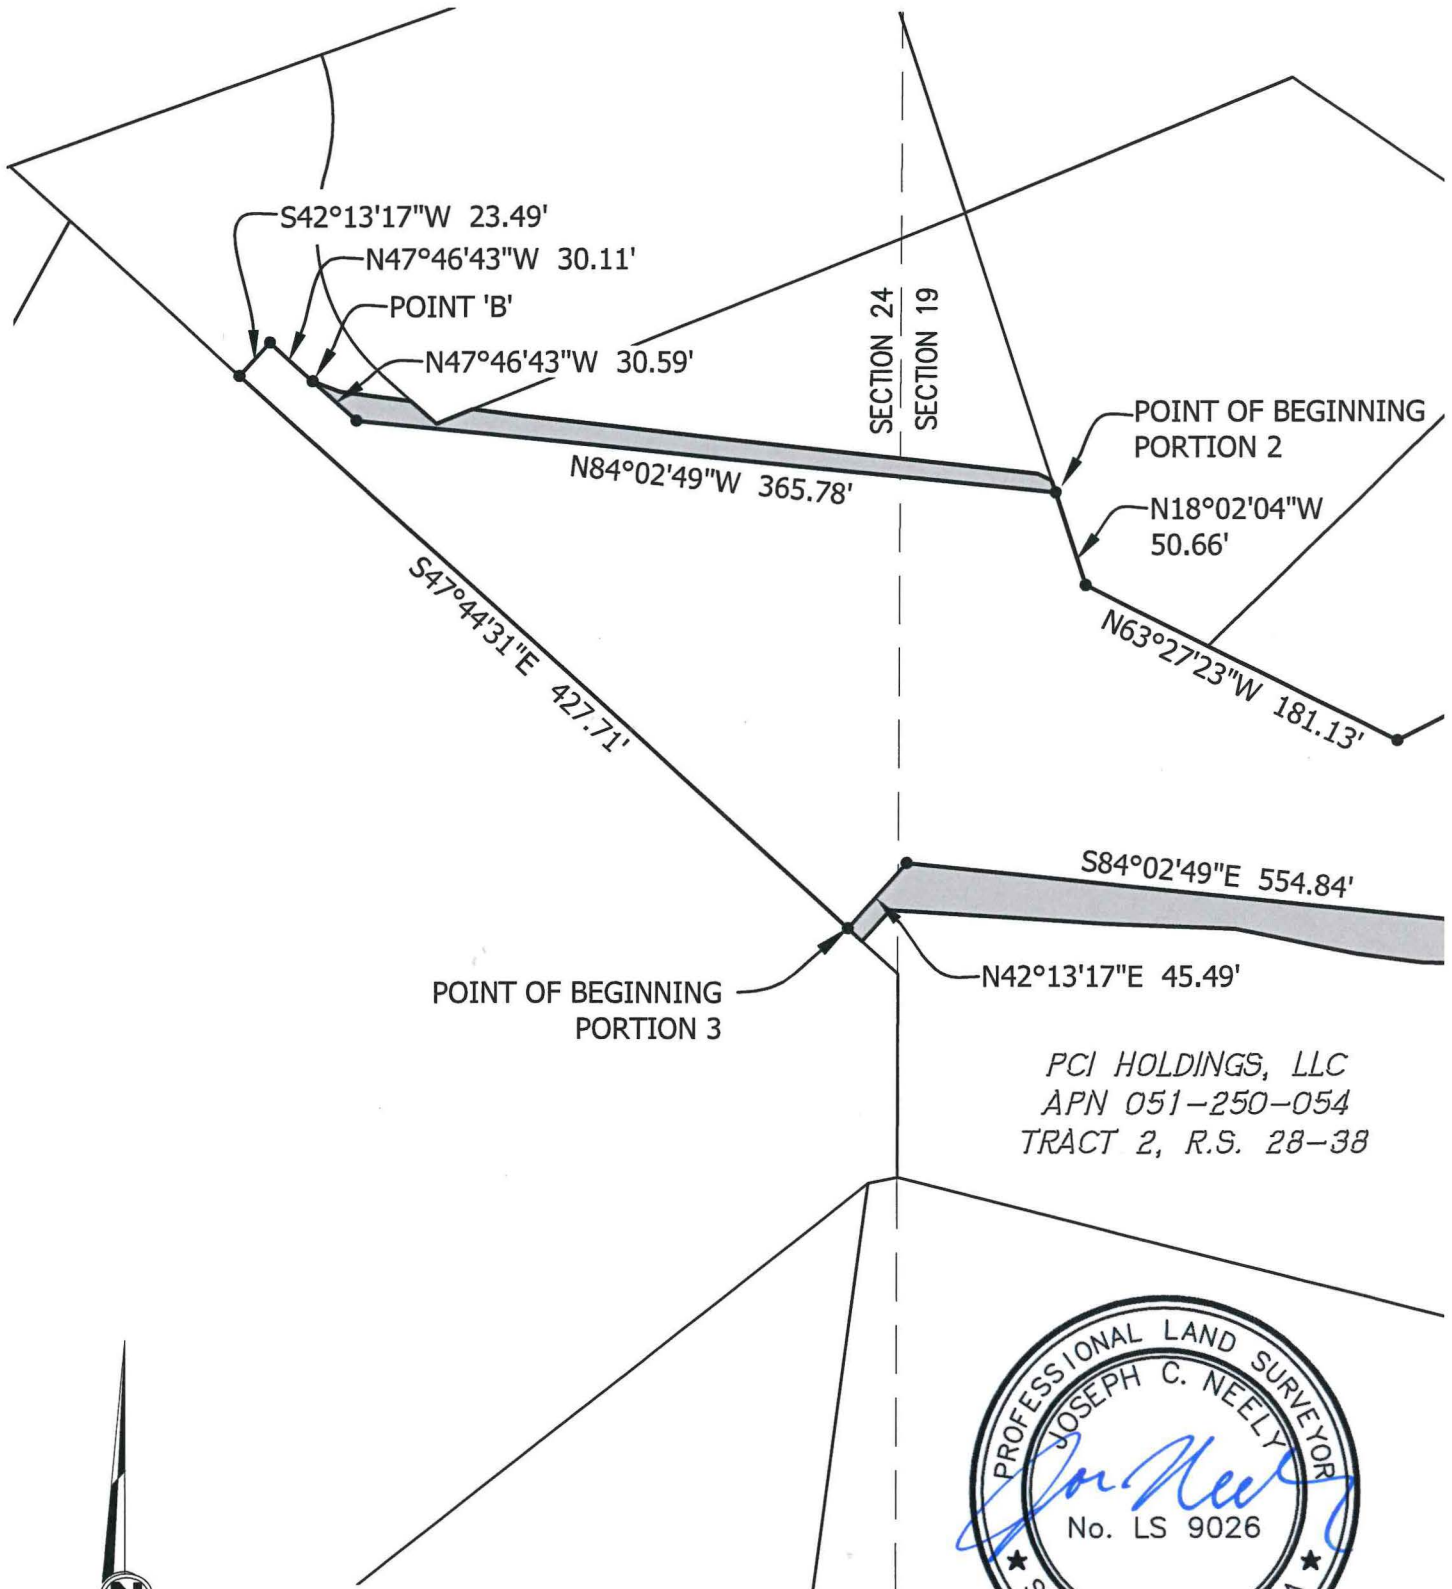 S42°13'17"W 23.49'
N47°46'43"W 30.11'
POINT 'B'
N47°46'43"W 30.59'
SECTION 24
SECTION 19
POINT OF BEGINNING
PORTION 2
N84°02'49"W 365.78'
N18°02'04"W
50.66'
S47°44'31"E 427.71'
N63°27'23"W 181.13'
S84°02'49"E 554.84'
N42°13'17"E 45.49'
POINT OF BEGINNING
PORTION 3
PCI HOLDINGS, LLC
APN 051-250-054
TRACT 2, R.S. 28-38
PROFESSIONAL LAND SURVEYOR
JOSEPH C. NEELY
Joe Neely
No. LS 9026
N